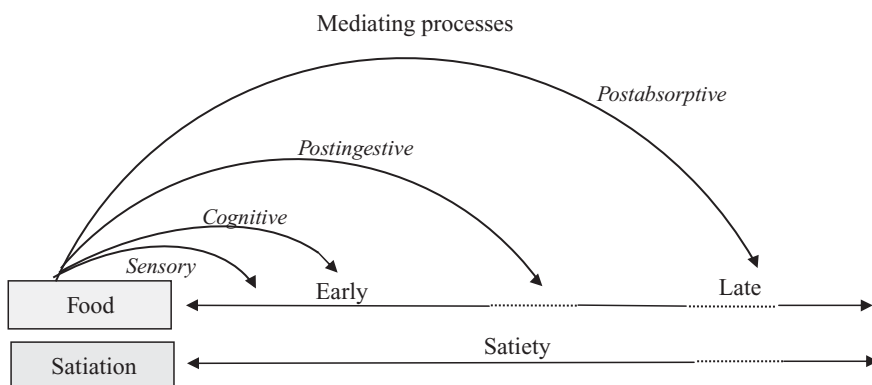 Mediating processes
Postabsorptive
Postingestive
Cognitive
Sensory
Early
Late
Food
Satiety
Satiation